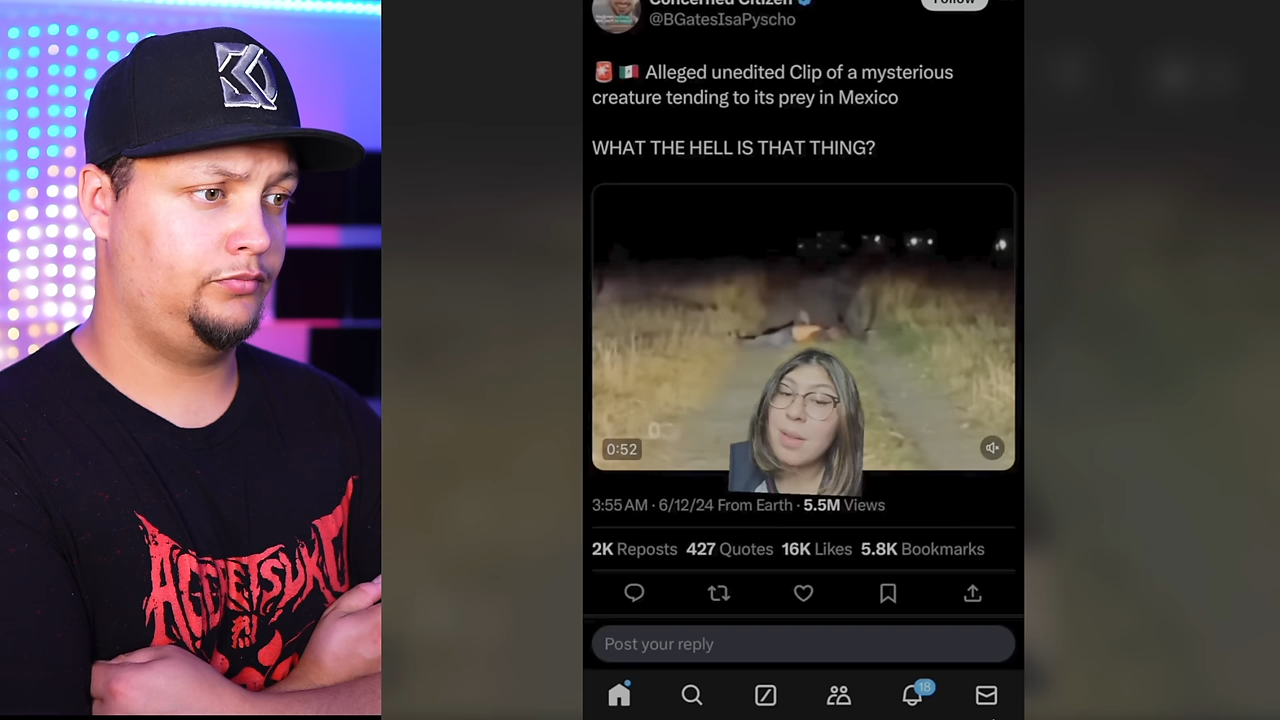 Concerned Citizen
Follow
@BGatesIsaPyscho
Alleged unedited Clip of a mysterious
creature tending to its prey in Mexico
WHAT THE HELL IS THAT THING?
0:52
3:55 AM · 6/12/24 From Earth · 5.5M Views
2K Reposts 427 Quotes 16K Likes 5.8K Bookmarks
Post your reply
18
AGGRETSUKO